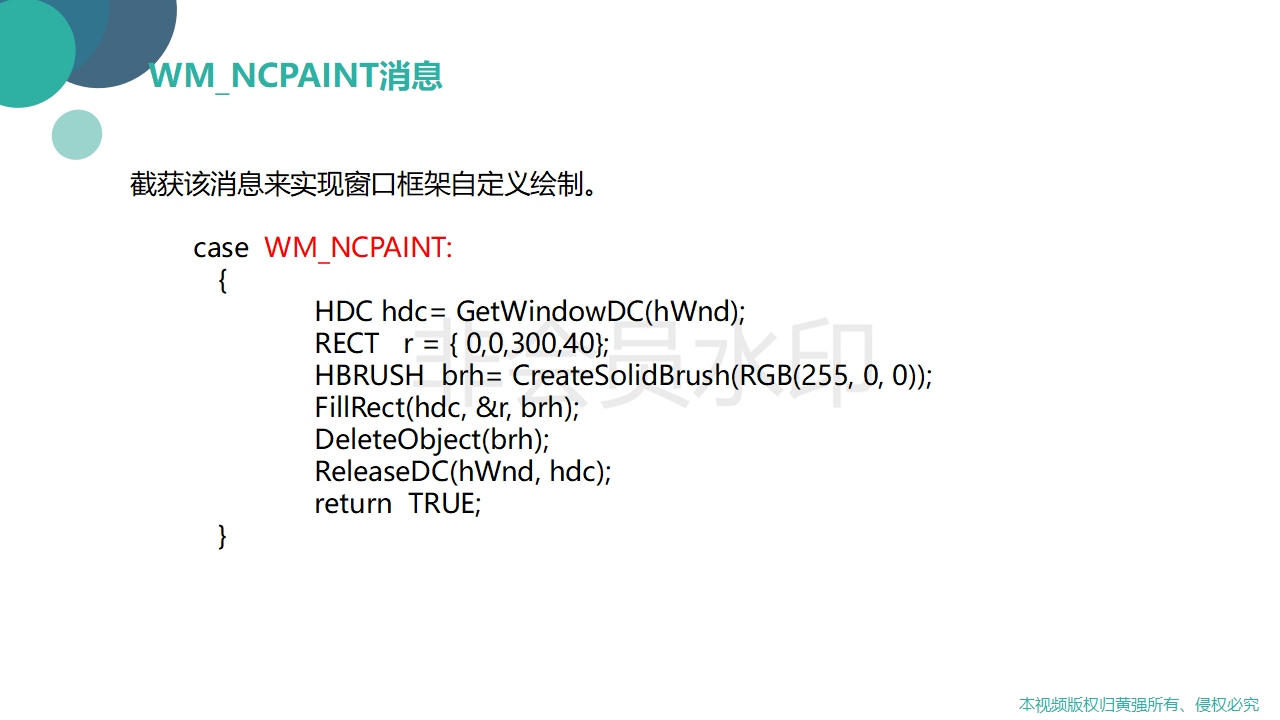 WM_NCPAINT消息
截获该消息来实现窗口框架自定义绘制。
case WM_NCPAINT:
{
HDC hdc= GetWindowDC(hWnd);
RECT r = { 0,0,300,40};
HBRUSH brh= CreateSolidBrush(RGB(255, 0, 0));
FillRect(hdc, &r, brh);
DeleteObject(brh);
ReleaseDC(hWnd, hdc);
return TRUE;
}
非会员水印
本视频版权归黄强所有、侵权必究